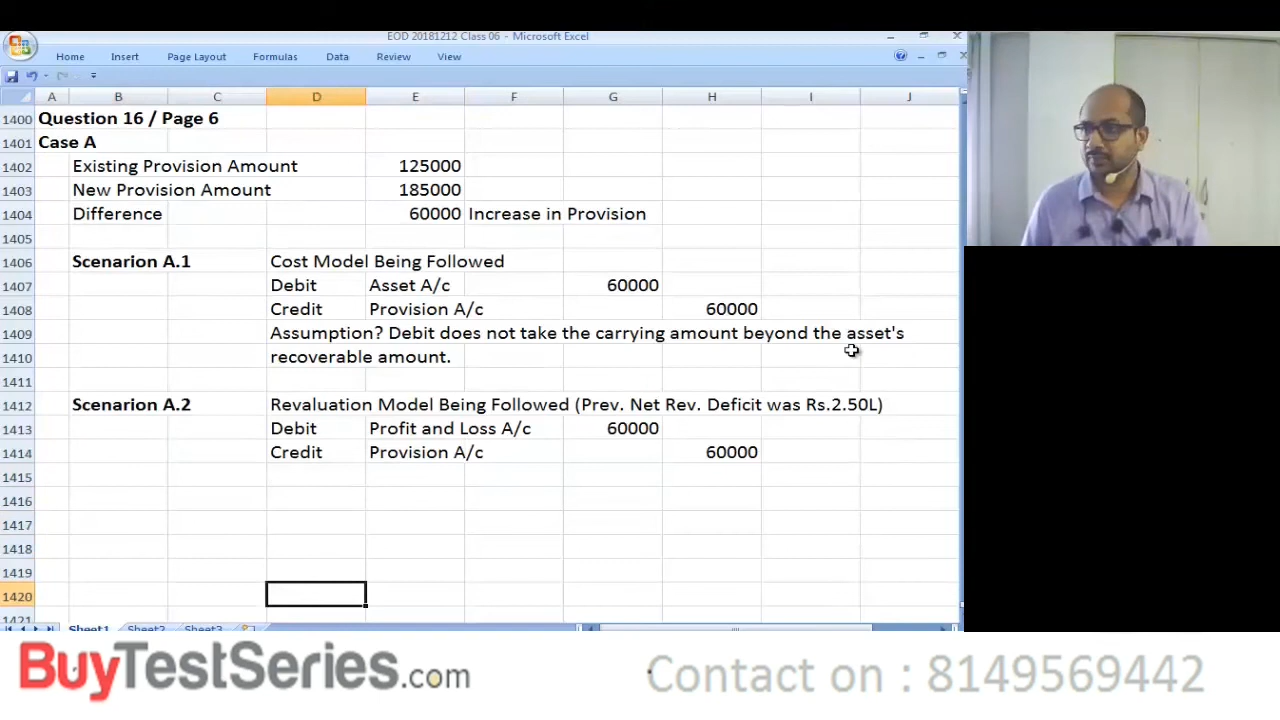 EOD 20181212 Class 06 - Microsoft Excel
Home Insert Page Layout Formulas Data Review View
A B C D E F G H I J
1400 Question 16 / Page 6
1401 Case A
1402 Existing Provision Amount 125000
1403 New Provision Amount 185000
1404 Difference 60000 Increase in Provision
1405
1406 Scenarion A.1 Cost Model Being Followed
1407 Debit Asset A/c 60000
1408 Credit Provision A/c 60000
1409 Assumption? Debit does not take the carrying amount beyond the asset's
1410 recoverable amount.
1411
1412 Scenarion A.2 Revaluation Model Being Followed (Prev. Net Rev. Deficit was Rs.2.50L)
1413 Debit Profit and Loss A/c 60000
1414 Credit Provision A/c 60000
1415
1416
1417
1418
1419
1420
1421
Sheet1 Sheet2 Sheet3
BuyTestSeries.com Contact on : 8149569442